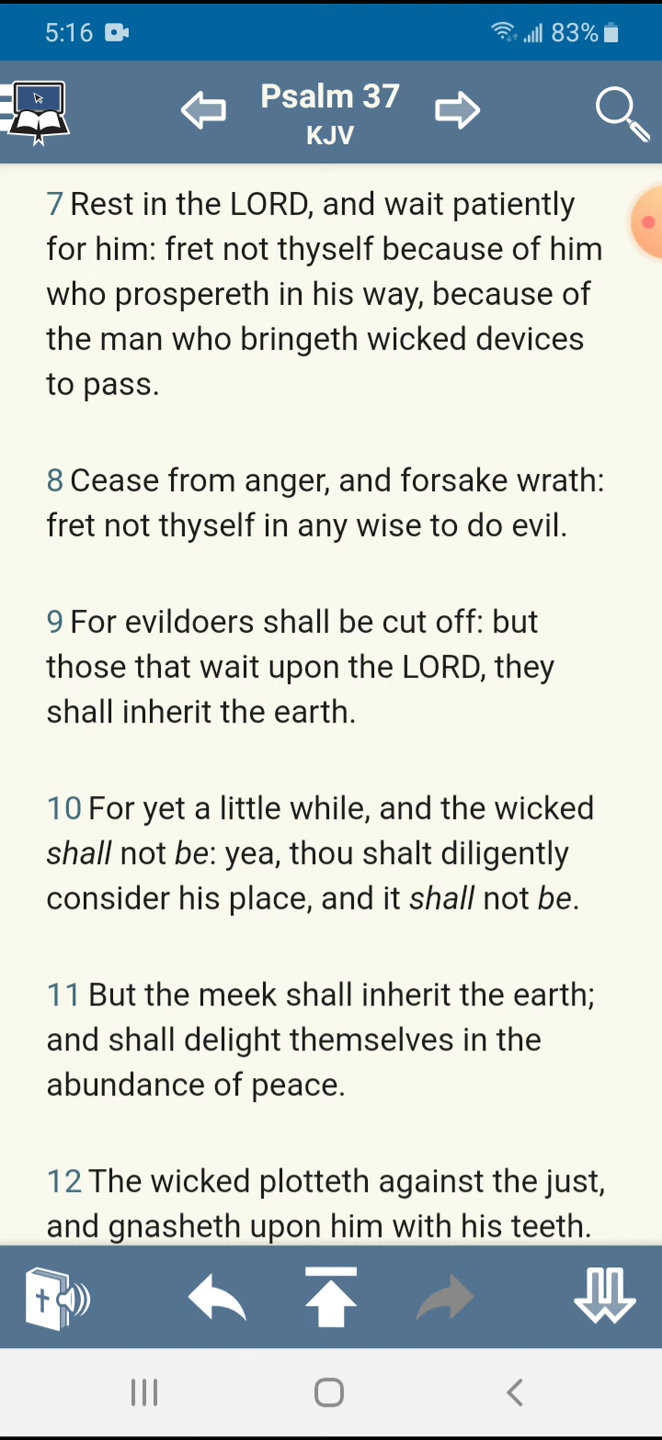 5:16 83%
Psalm 37
KJV
7 Rest in the LORD, and wait patiently
for him: fret not thyself because of him
who prospereth in his way, because of
the man who bringeth wicked devices
to pass.
8 Cease from anger, and forsake wrath:
fret not thyself in any wise to do evil.
9 For evildoers shall be cut off: but
those that wait upon the LORD, they
shall inherit the earth.
10 For yet a little while, and the wicked
shall not be: yea, thou shalt diligently
consider his place, and it shall not be.
11 But the meek shall inherit the earth;
and shall delight themselves in the
abundance of peace.
12 The wicked plotteth against the just,
and gnasheth upon him with his teeth.